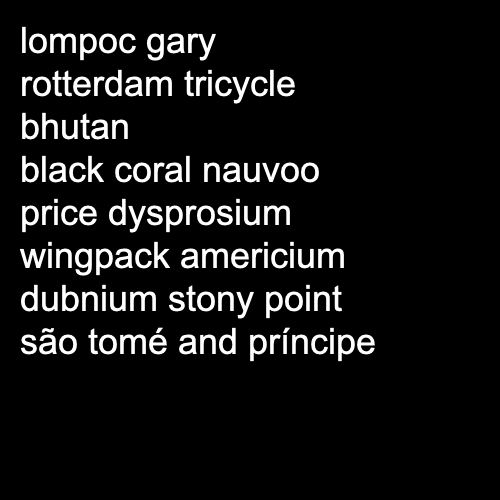 lompoc gary
rotterdam tricycle
bhutan
black coral nauvoo
price dysprosium
wingpack americium
dubnium stony point
são tomé and príncipe